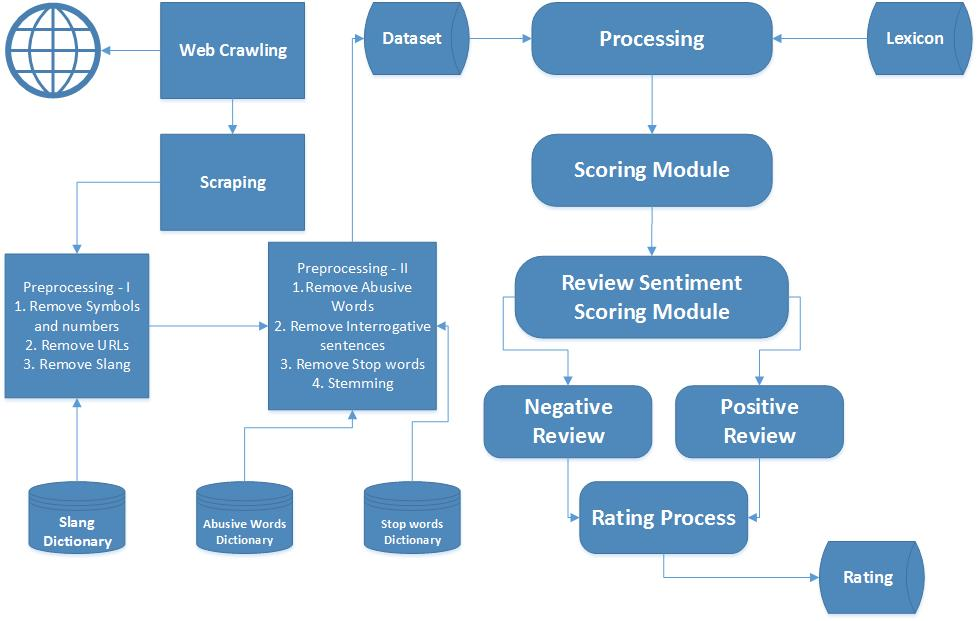 Web Crawling
Dataset
Processing
Lexicon
Scraping
Scoring Module
Preprocessing - I
1. Remove Symbols
and numbers
2. Remove URLs
3. Remove Slang
Preprocessing - II
1.Remove Abusive
Words
2. Remove Interrogative
sentences
3. Remove Stop words
4. Stemming
Review Sentiment
Scoring Module
Negative
Review
Positive
Review
Slang
Dictionary
Abusive Words
Dictionary
Stop words
Dictionary
Rating Process
Rating